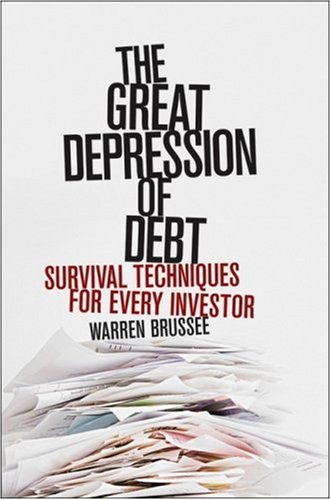 THE
GREAT
DEPRESSION
OF
DEBT
SURVIVAL TECHNIQUES
FOR EVERY INVESTOR
WARREN BRUSSEE